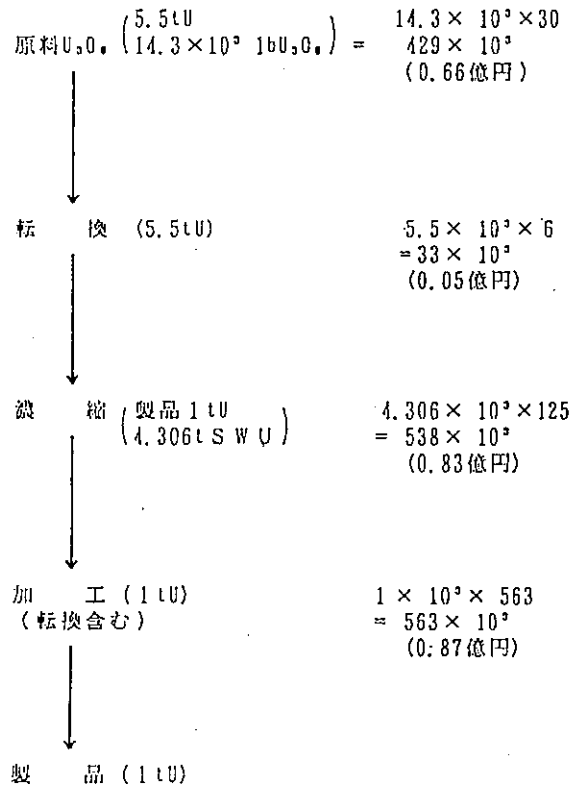 5.5tU 14.3× 10³ ×30
原料U₃O₈ (14.3×10³ lbU₃O₈) = 429× 10³
(0.66億円)
転 換 (5.5tU) 5.5× 10³ × 6
=33× 10³
(0.05億円)
濃 縮 (製品1tU 4.306× 10³ ×125
4.306tSWU) = 538× 10³
(0.83億円)
加 工 (1tU) 1 × 10³ × 563
(転換含む) = 563× 10³
(0.87億円)
製 品 (1tU)